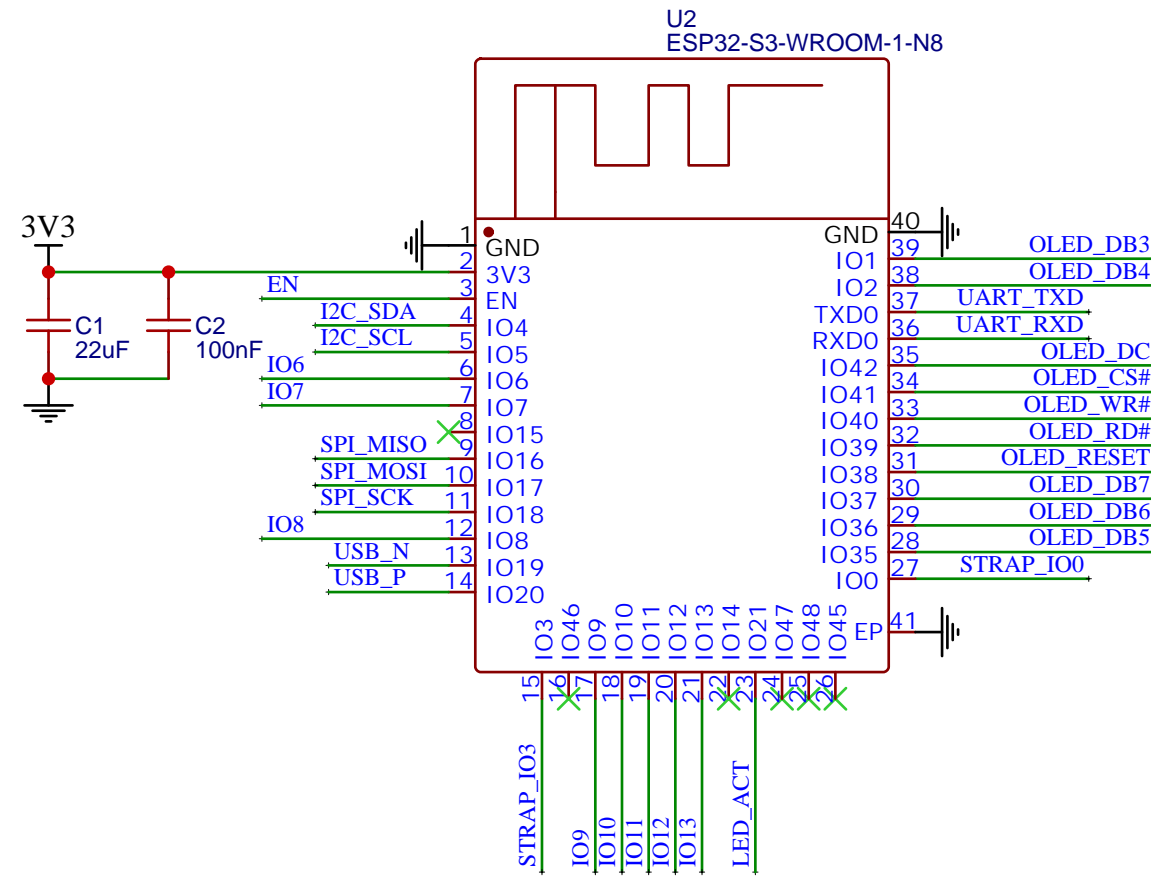 U2
ESP32-S3-WROOM-1-N8
3V3
C1
22uF
C2
100nF
1 GND
2 3V3
EN 3 EN
I2C_SDA 4 IO4
I2C_SCL 5 IO5
IO6 6 IO6
IO7 7 IO7
8 IO15
SPI_MISO 9 IO16
SPI_MOSI 10 IO17
SPI_SCK 11 IO18
IO8 12 IO8
USB_N 13 IO19
USB_P 14 IO20
GND 40
IO1 39 OLED_DB3
IO2 38 OLED_DB4
TXD0 37 UART_TXD
RXD0 36 UART_RXD
IO42 35 OLED_DC
IO41 34 OLED_CS#
IO40 33 OLED_WR#
IO39 32 OLED_RD#
IO38 31 OLED_RESET
IO37 30 OLED_DB7
IO36 29 OLED_DB6
IO35 28 OLED_DB5
IO0 27 STRAP_IO0
EP 41
IO3 15 STRAP_IO3
IO46 16
IO9 17 IO9
IO10 18 IO10
IO11 19 IO11
IO12 20 IO12
IO13 21 IO13
IO14 22
IO21 23 LED_ACT
IO47 24
IO48 25
IO45 26